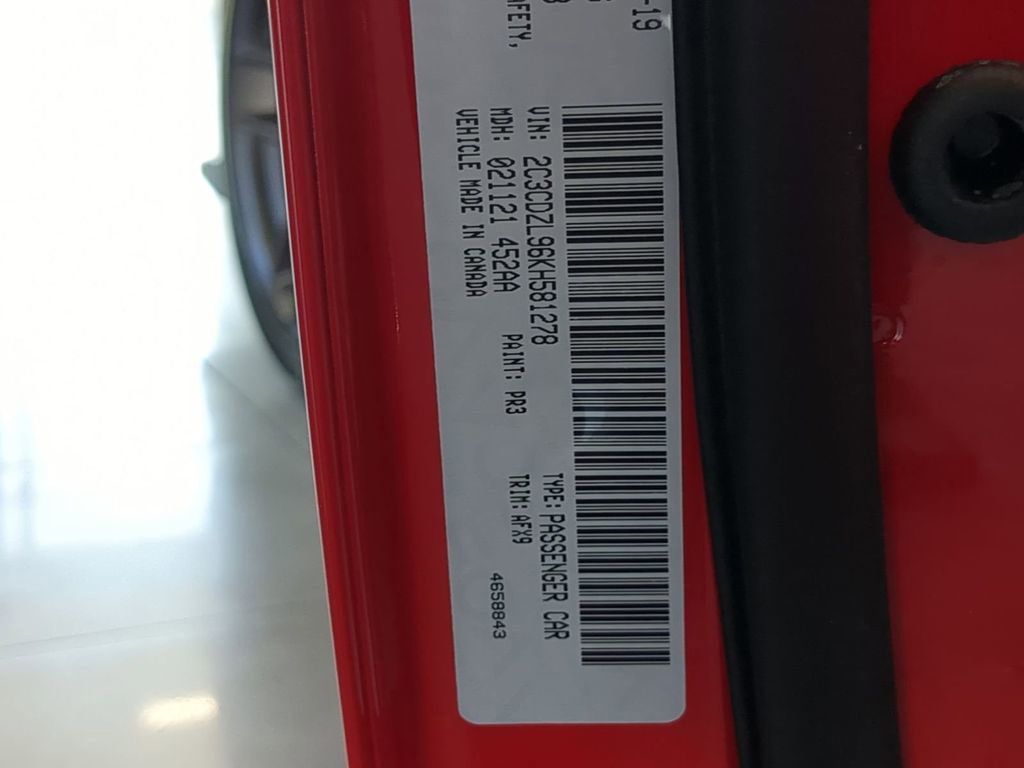 -19
AFETY,
VIN: 2C3CDZL96KH581278 TYPE: PASSENGER CAR
MDH: 021121 452AA PAINT: PR3 TRIM: AFX9
VEHICLE MADE IN CANADA 4658843